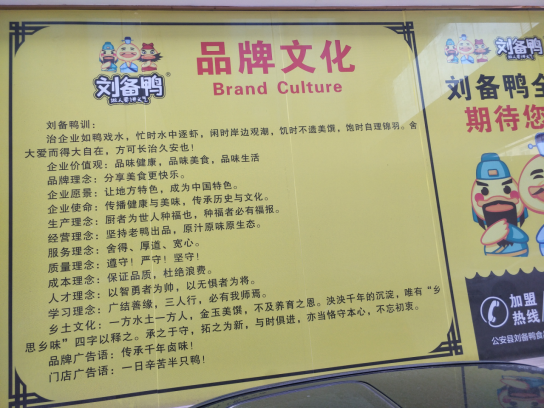 刘备鸭
品牌文化
Brand Culture
刘备鸭训:
治企业如鸭戏水，忙时水中逐虾，闲时岸边观潮，饥时不遗美馔，饱时自理锦羽。舍
大爱而得大自在，方可长治久安也!
企业价值观: 品味健康，品味美食，品味生活
品牌理念: 分享美食更快乐。
企业愿景: 让地方特色，成为中国特色。
企业使命: 传播健康与美味，传承历史与文化。
生产理念: 厨者为世人种福也，种福者必有福报。
经营理念: 坚持老鸭出品，原汁原味原生态。
服务理念: 舍得、厚道、宽心。
质量理念: 遵守! 严守! 坚守!
成本理念: 保证品质，杜绝浪费。
人才理念: 以智勇者为帅，以无惧者为将。
学习理念: 广结善缘，三人行，必有我师焉。
乡土文化: 一方水土一方人，金玉美馔，不及养育之恩。泱泱千年的沉淀，唯有“乡
思乡味”四字以释之。承之于守，拓之为新，与时俱进，亦当恪守本心，不忘初衷。
品牌广告语: 传承千年卤味!
门店广告语: 一日辛苦半只鸭!
刘备鸭
刘备鸭全
期待您
加盟
热线
公安县刘备鸭食